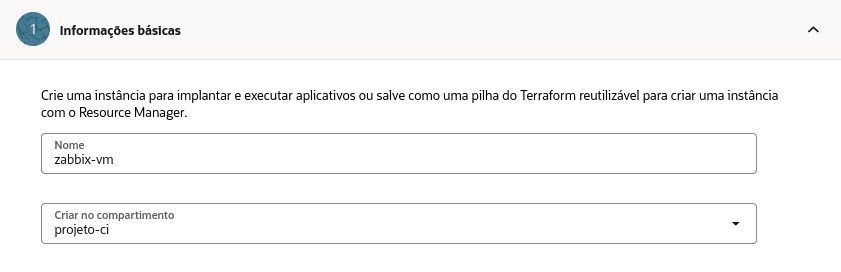 1 Informações básicas
Crie uma instância para implantar e executar aplicativos ou salve como uma pilha do Terraform reutilizável para criar uma instância
com o Resource Manager.
Nome
zabbix-vm
Criar no compartimento
projeto-ci